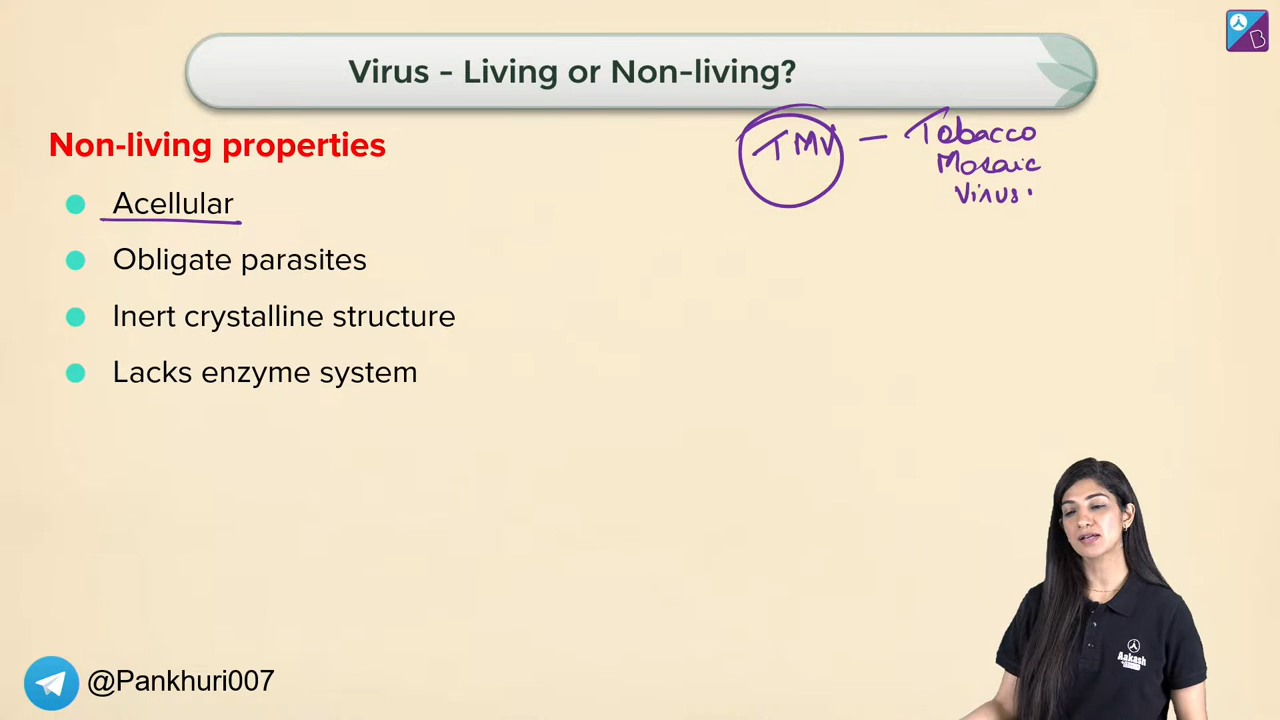 Virus - Living or Non-living?
Non-living properties
TMV — Tobacco
Mosaic
Virus.
Acellular
Obligate parasites
Inert crystalline structure
Lacks enzyme system
Aakash
@Pankhuri007
B